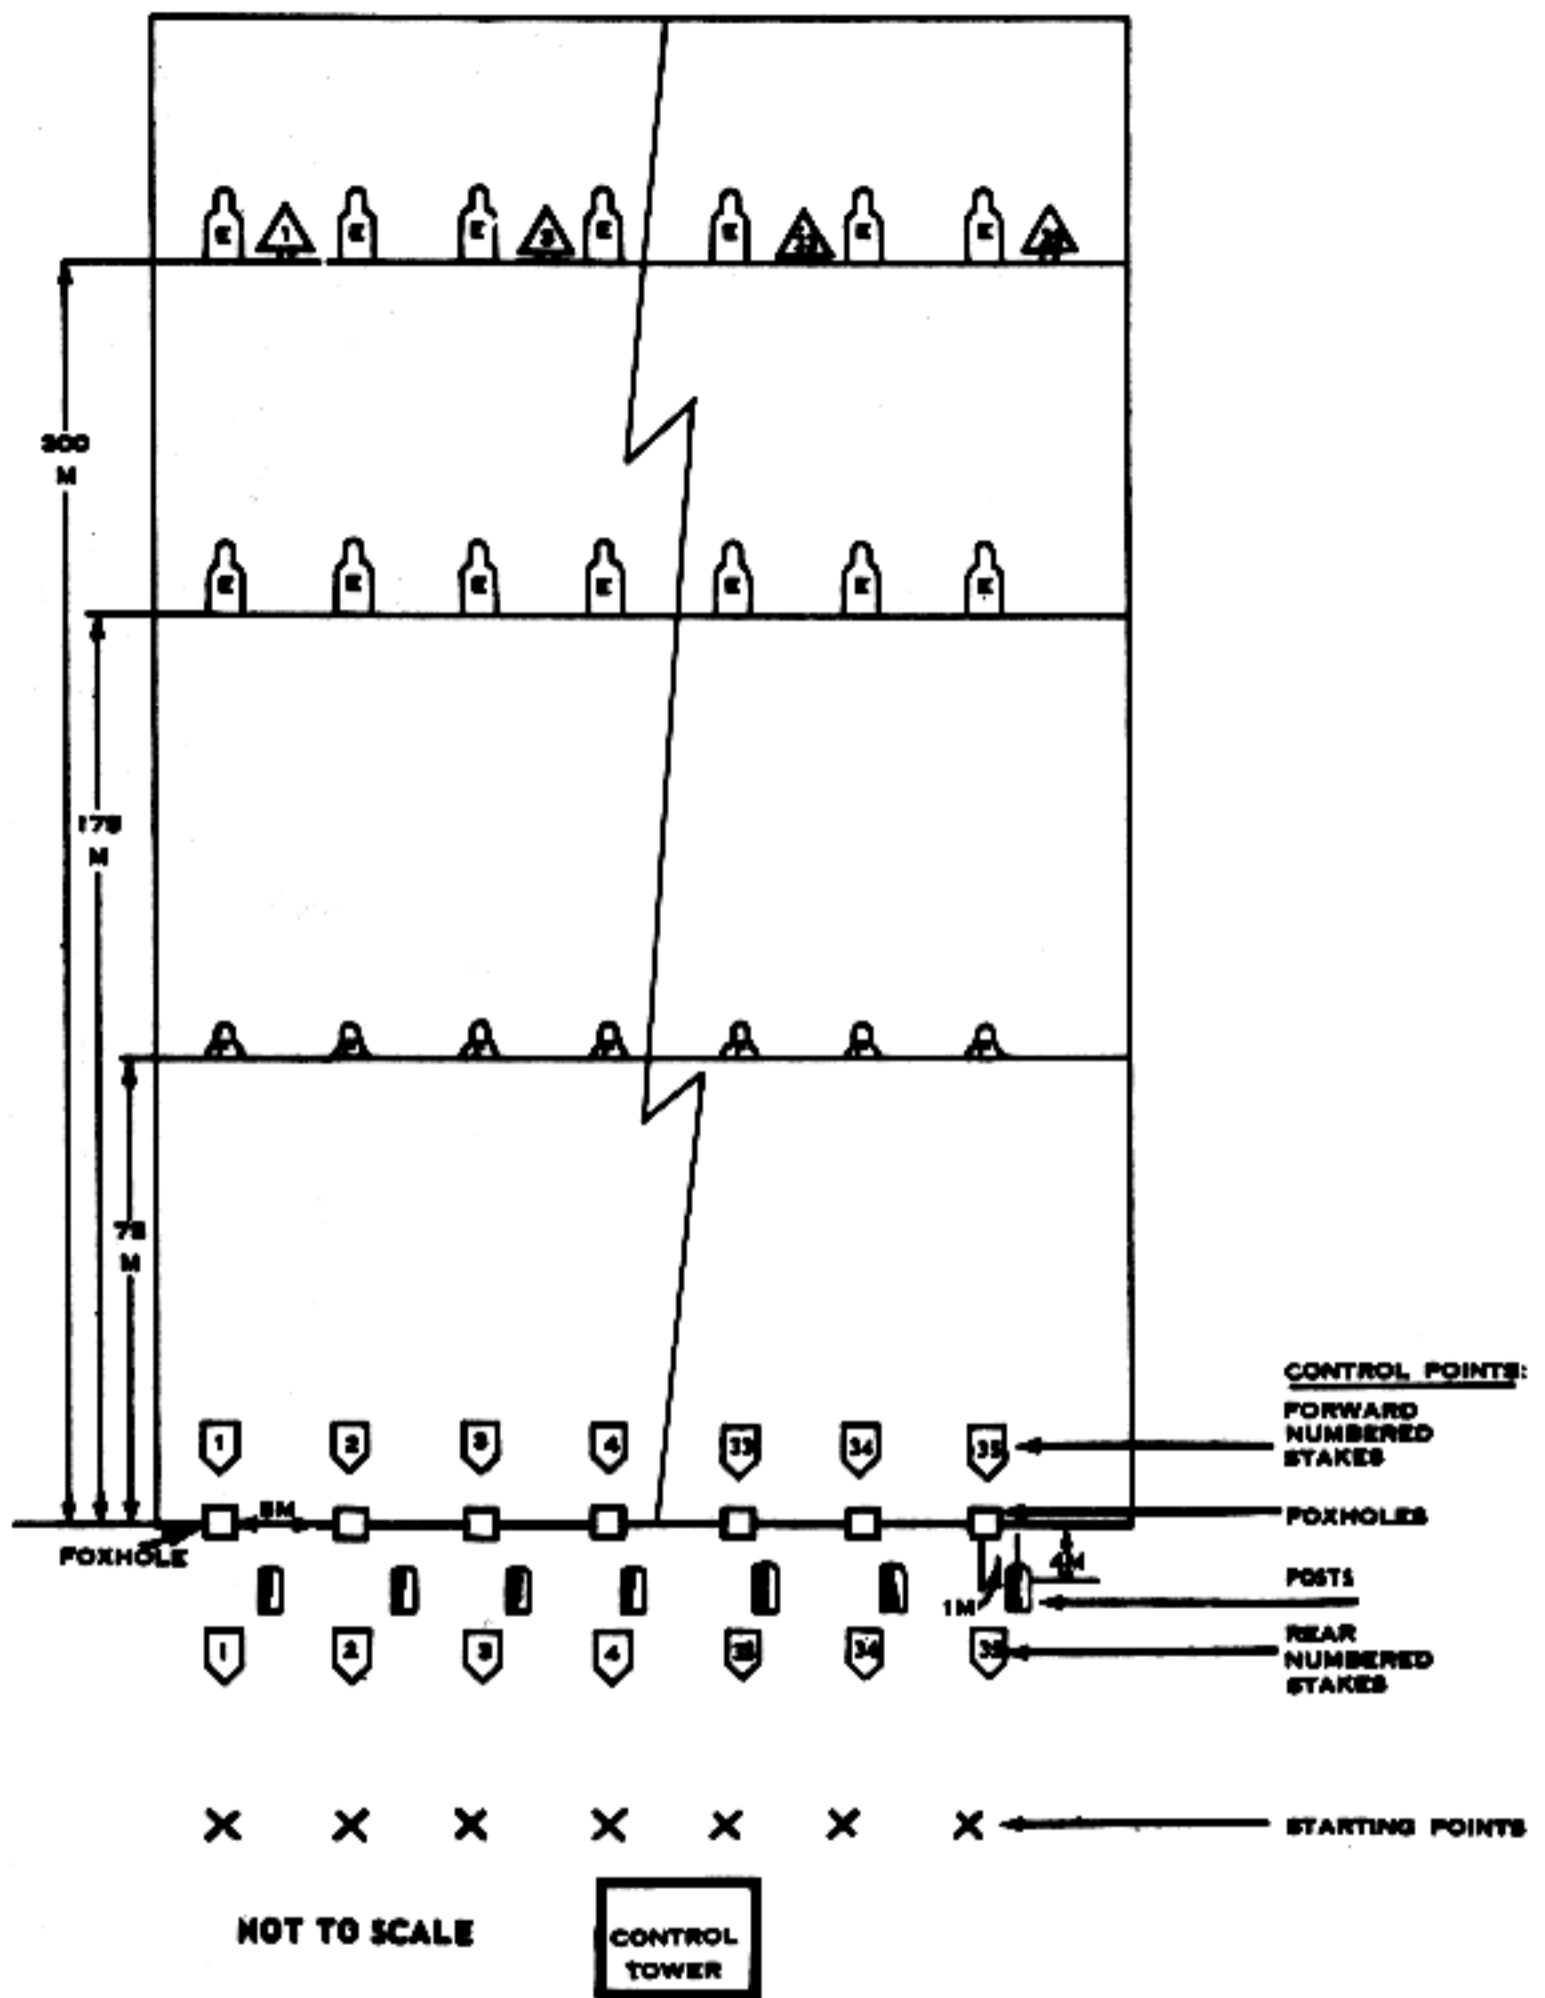 E 1 E E 3 E E E E
300
M
E E E E E E E
175
M
75
M
CONTROL POINTS:
FORWARD
NUMBERED
STAKES
1 2 3 4 33 34 35
5M
FOXHOLES
FOXHOLE
4M
POSTS
1M
REAR
NUMBERED
STAKES
1 2 3 4 33 34 35
STARTING POINTS
NOT TO SCALE
CONTROL
TOWER